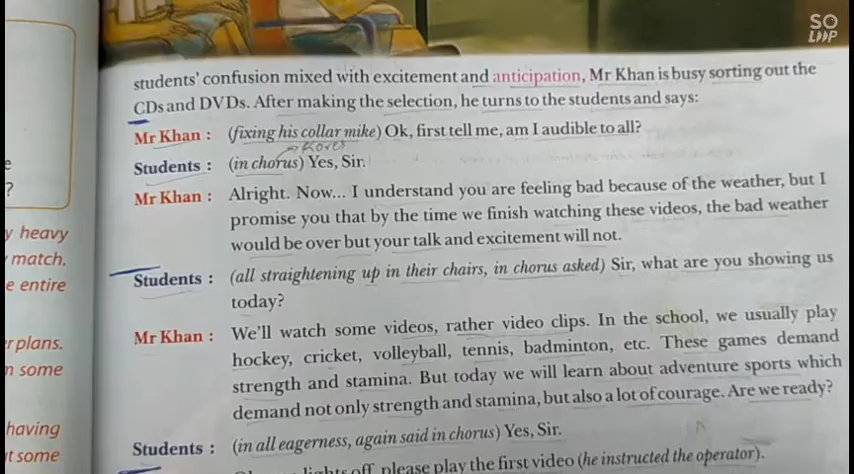 SO
LOOP
students' confusion mixed with excitement and anticipation, Mr Khan is busy sorting out the
CDs and DVDs. After making the selection, he turns to the students and says:
Mr Khan : (fixing his collar mike) Ok, first tell me, am I audible to all?
Students : (in chorus) Yes, Sir.
Mr Khan : Alright. Now... I understand you are feeling bad because of the weather, but I
promise you that by the time we finish watching these videos, the bad weather
would be over but your talk and excitement will not.
Students : (all straightening up in their chairs, in chorus asked) Sir, what are you showing us
today?
Mr Khan : We'll watch some videos, rather video clips. In the school, we usually play
hockey, cricket, volleyball, tennis, badminton, etc. These games demand
strength and stamina. But today we will learn about adventure sports which
demand not only strength and stamina, but also a lot of courage. Are we ready?
Students : (in all eagerness, again said in chorus) Yes, Sir.
lights off, please play the first video (he instructed the operator).
e
?
y heavy
match.
e entire
r plans.
n some
having
ut some